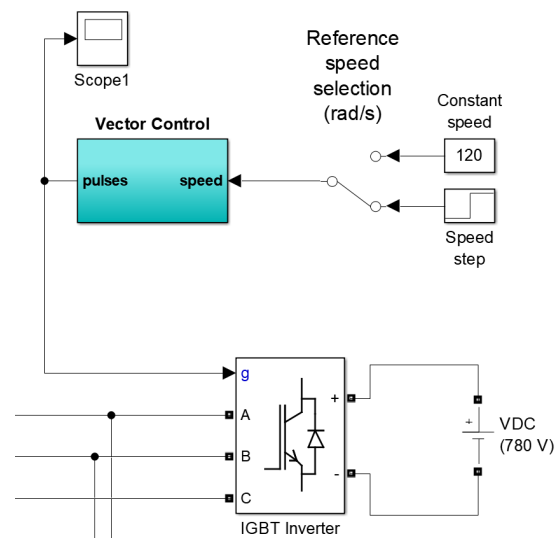 Scope1
Reference
speed
selection
(rad/s)
Constant
speed
120
Vector Control
pulses
speed
Speed
step
g
A
B
C
+
-
IGBT Inverter
+
VDC
(780 V)